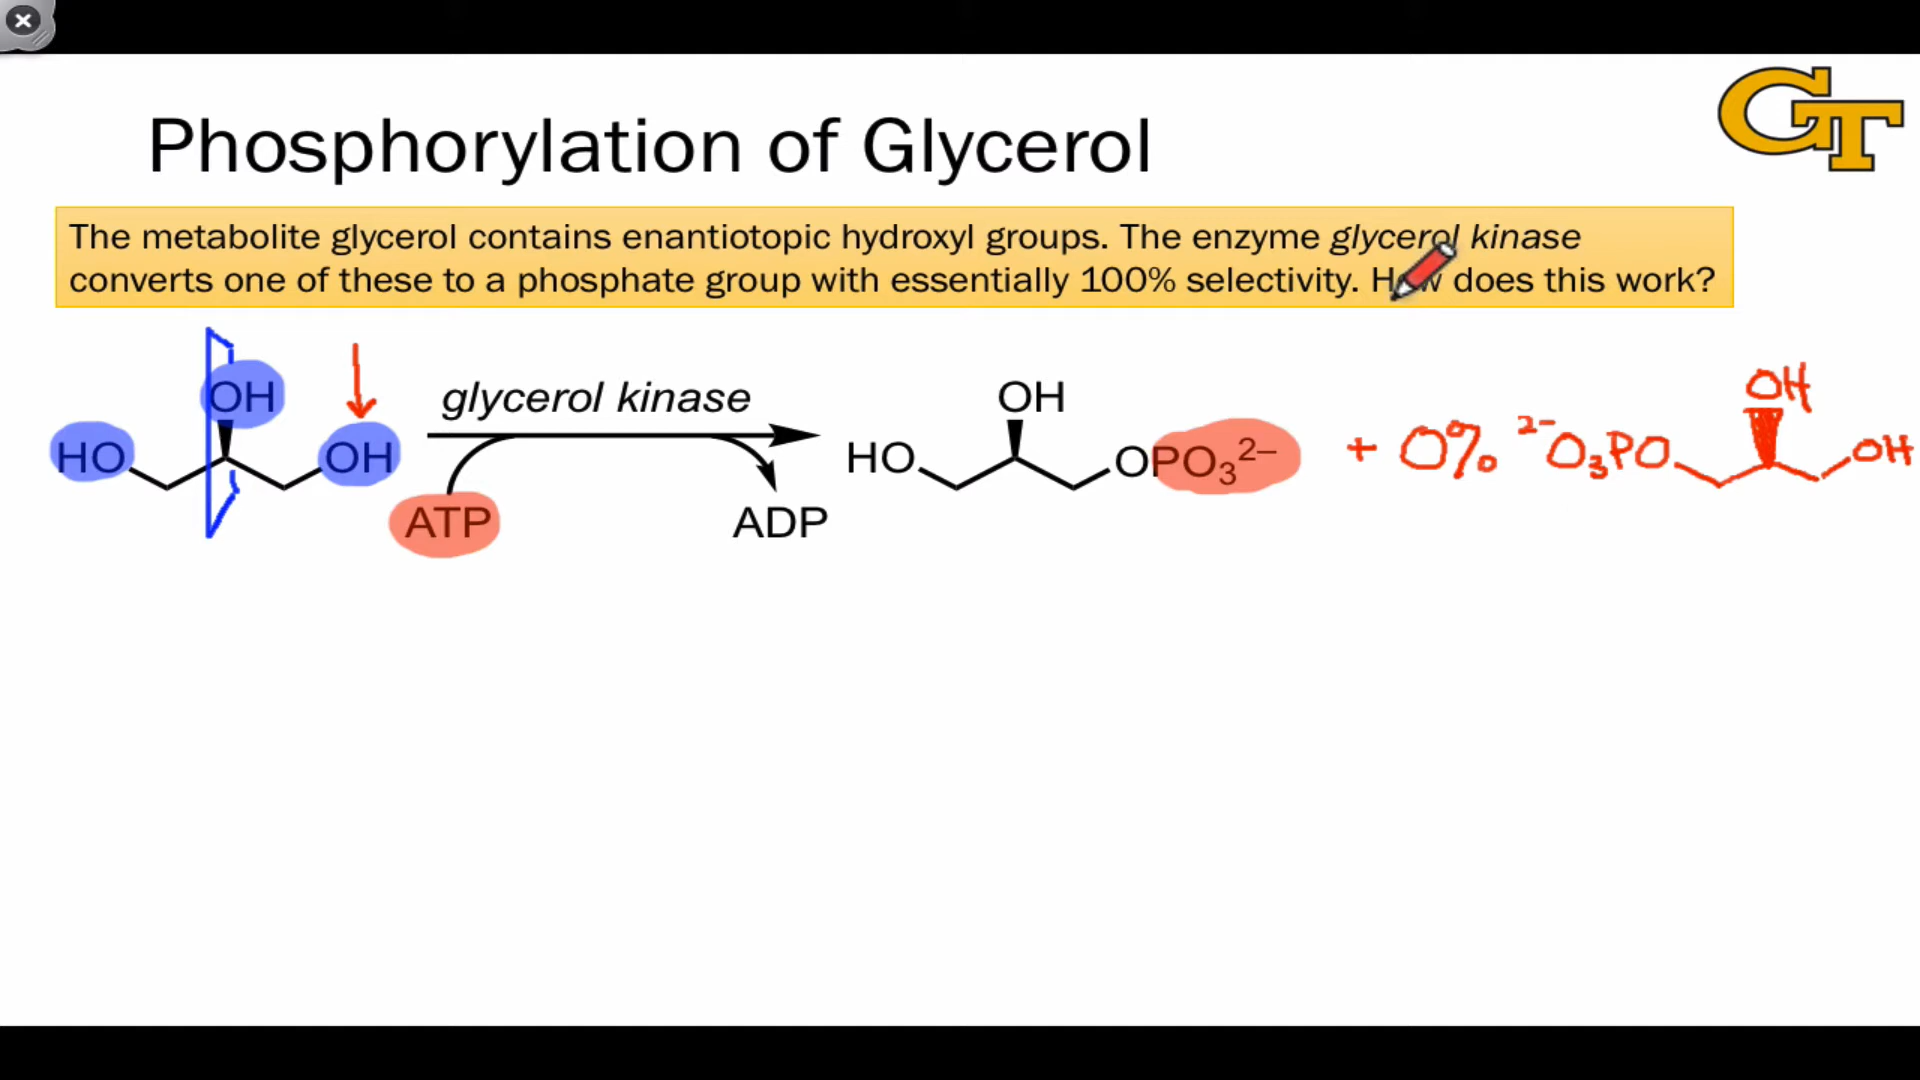 GT
Phosphorylation of Glycerol
The metabolite glycerol contains enantiotopic hydroxyl groups. The enzyme glycerol kinase
converts one of these to a phosphate group with essentially 100% selectivity. How does this work?
HO OH OH
glycerol kinase
ATP ADP
HO OH OPO₃²⁻
+ 0% ²⁻O₃PO OH OH